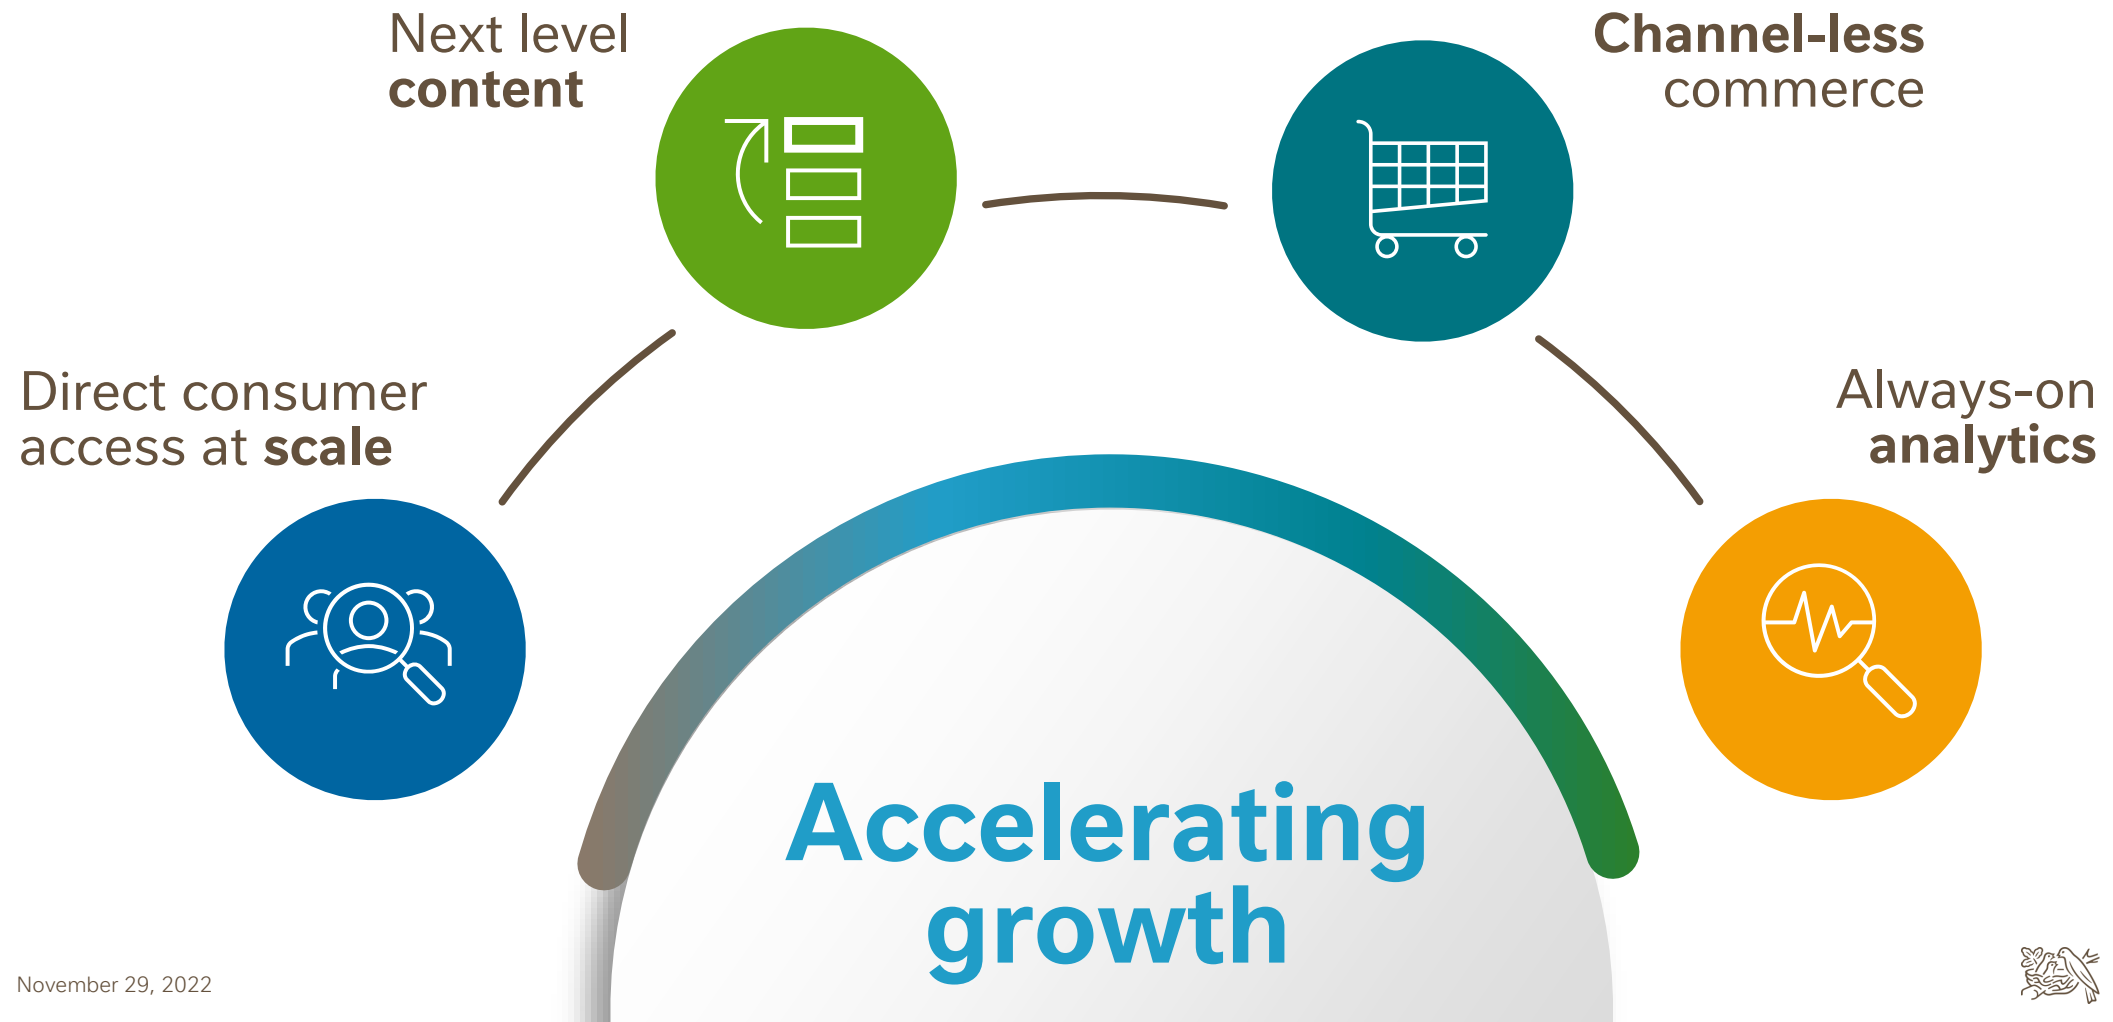 Next level
content
Channel-less
commerce
Direct consumer
access at scale
Always-on
analytics
Accelerating
growth
November 29, 2022